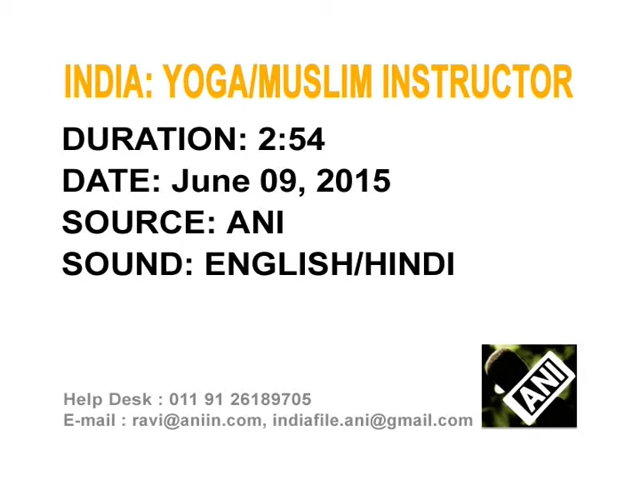 INDIA: YOGA/MUSLIM INSTRUCTOR
DURATION: 2:54
DATE: June 09, 2015
SOURCE: ANI
SOUND: ENGLISH/HINDI
ANI
Help Desk : 011 91 26189705
E-mail : ravi@aniin.com, indiafile.ani@gmail.com